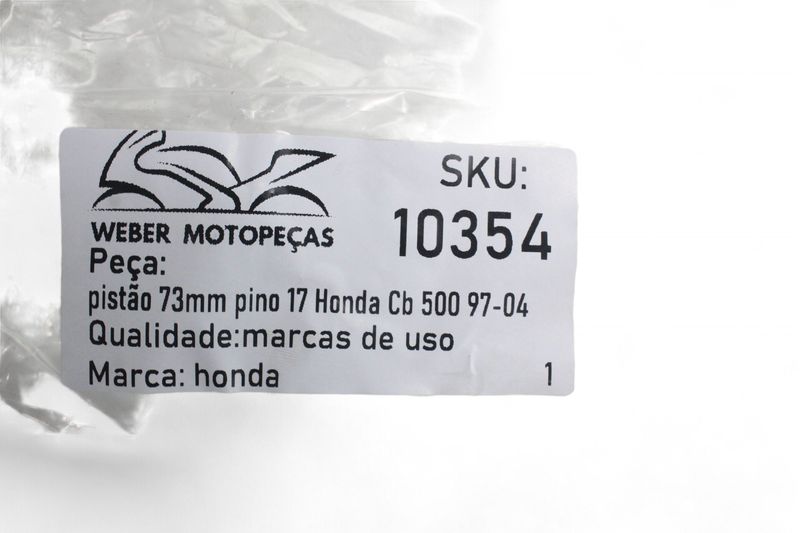 SKU:
10354
WEBER MOTOPEÇAS
Peça:
pistão 73mm pino 17 Honda Cb 500 97-04
Qualidade:marcas de uso
Marca: honda
1